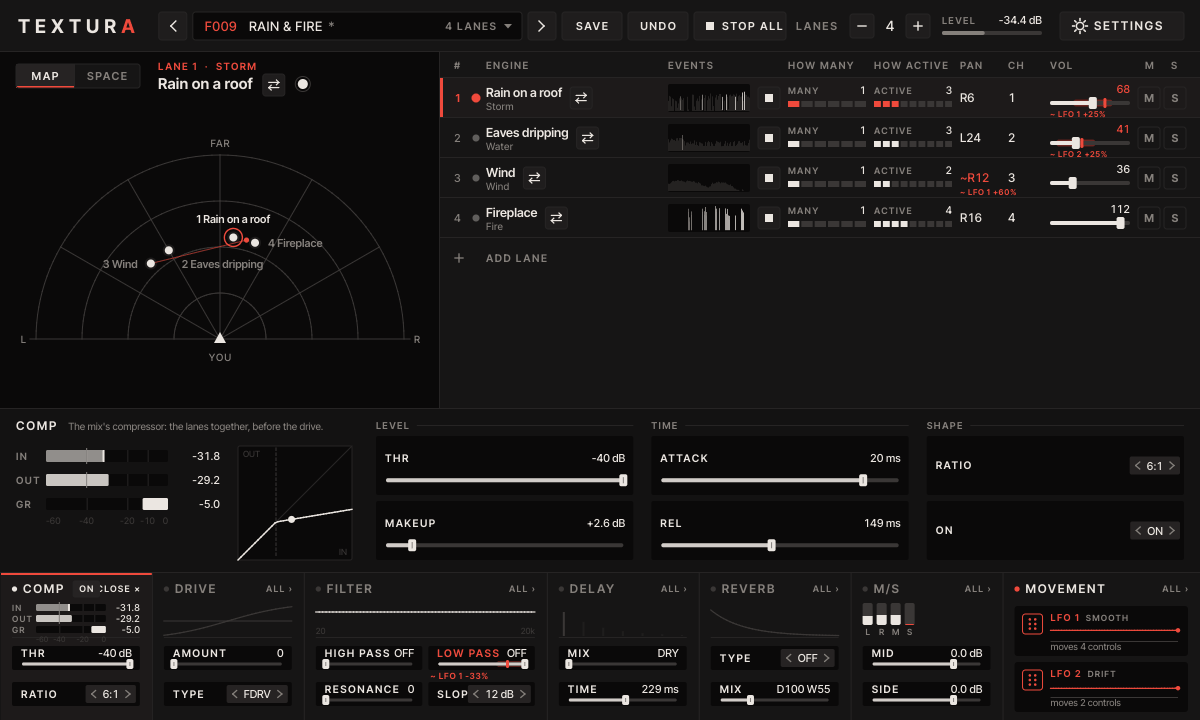 TEXTURA
F009 RAIN & FIRE * 4 LANES
SAVE UNDO STOP ALL LANES 4 LEVEL -34.4 dB SETTINGS
MAP SPACE
LANE 1 · STORM
Rain on a roof
FAR
1 Rain on a roof
4 Fireplace
3 Wind
2 Eaves dripping
L R
YOU
# ENGINE EVENTS HOW MANY HOW ACTIVE PAN CH VOL M S
1 Rain on a roof MANY 1 ACTIVE 3 R6 1 68 M S
Storm ~ LFO 1 +25%
2 Eaves dripping MANY 1 ACTIVE 3 L24 2 41 M S
Water ~ LFO 2 +25%
3 Wind MANY 1 ACTIVE 2 ~R12 3 36 M S
Wind ~ LFO 1 +60%
4 Fireplace MANY 1 ACTIVE 4 R16 4 112 M S
Fire
+ ADD LANE
COMP The mix's compressor: the lanes together, before the drive.
IN -31.8
OUT -29.2
GR -5.0
-60 -40 -20 -10 0
OUT
IN
LEVEL
THR -40 dB
MAKEUP +2.6 dB
TIME
ATTACK 20 ms
REL 149 ms
SHAPE
RATIO 6:1
ON ON
COMP ON CLOSE ×
IN -31.8
OUT -29.2
GR -5.0
-60 -40 -20 0
THR -40 dB
RATIO 6:1
DRIVE ALL ›
AMOUNT 0
TYPE FDRV
FILTER ALL ›
20 20k
HIGH PASS OFF
LOW PASS OFF
~ LFO 1 -33%
RESONANCE 0
SLOP 12 dB
DELAY ALL ›
MIX DRY
TIME 229 ms
REVERB ALL ›
TYPE OFF
MIX D100 W55
M/S ALL ›
L R M S
MID 0.0 dB
SIDE 0.0 dB
MOVEMENT ALL ›
LFO 1 SMOOTH
moves 4 controls
LFO 2 DRIFT
moves 2 controls